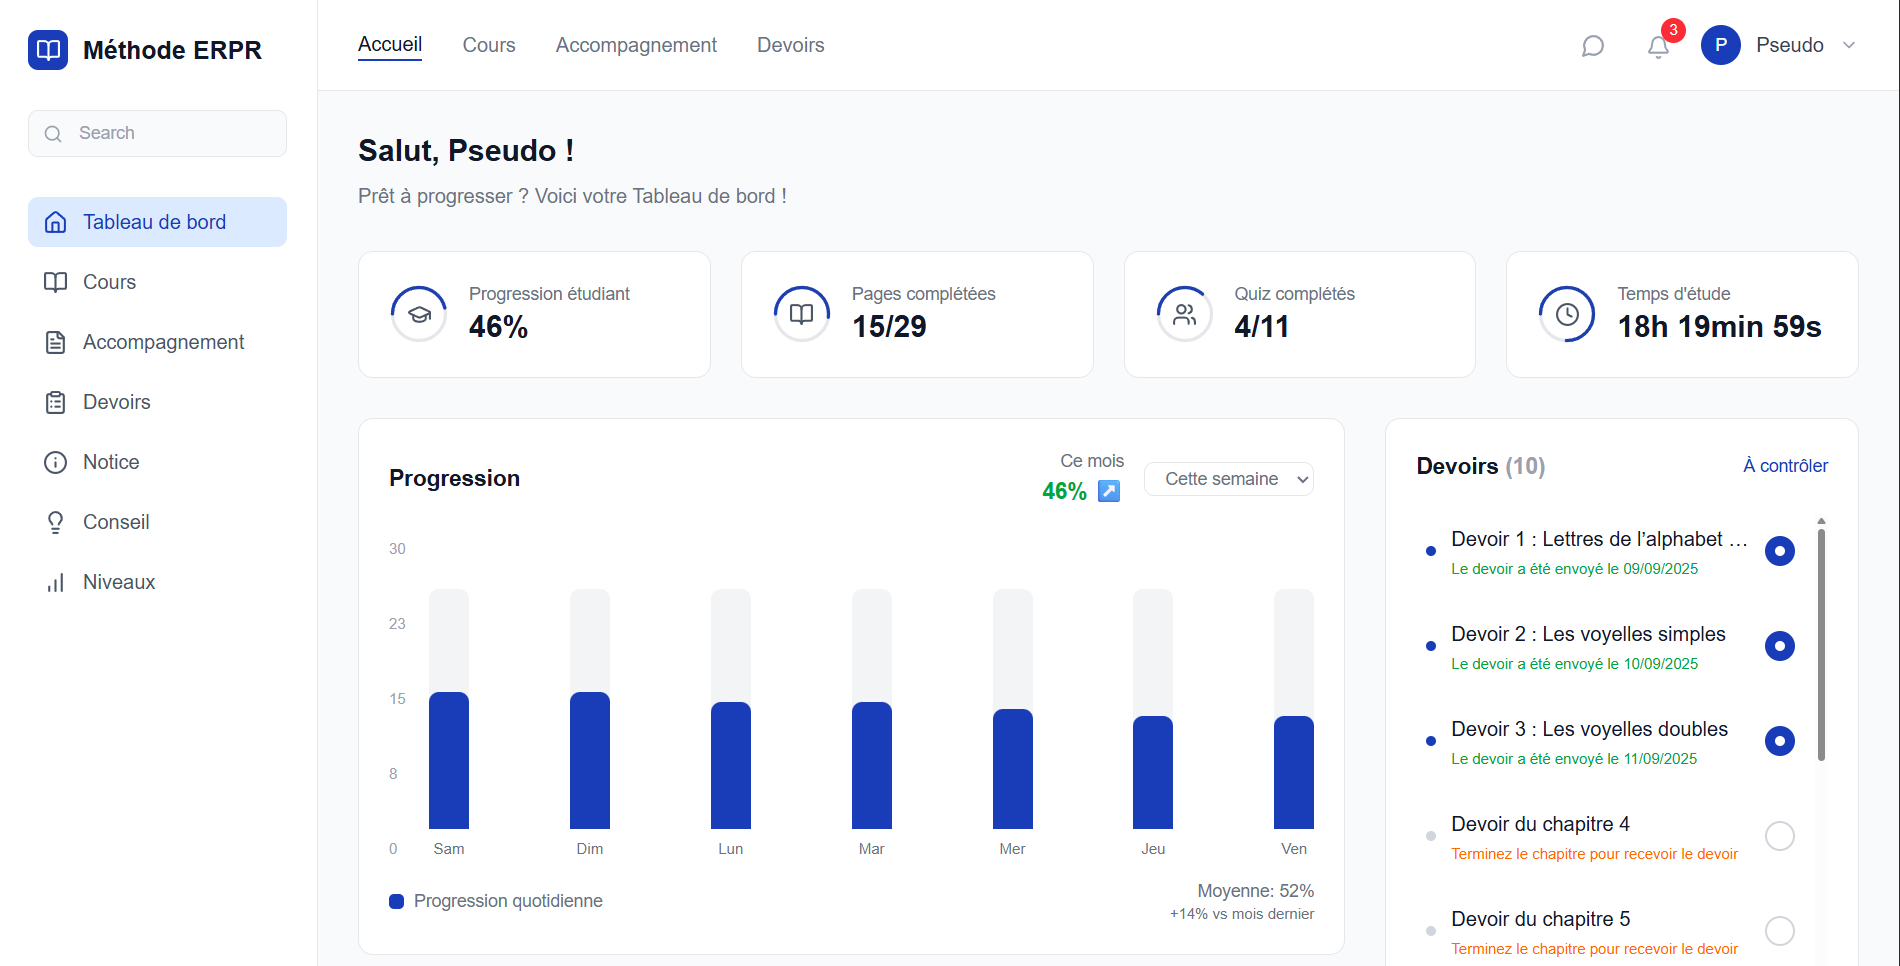 Méthode ERPR
Search
Tableau de bord
Cours
Accompagnement
Devoirs
Notice
Conseil
Niveaux
Accueil Cours Accompagnement Devoirs
3
P Pseudo
Salut, Pseudo !
Prêt à progresser ? Voici votre Tableau de bord !
Progression étudiant
46%
Pages complétées
15/29
Quiz complétés
4/11
Temps d'étude
18h 19min 59s
Progression
Ce mois
46%
Cette semaine
30
23
15
8
0
Sam Dim Lun Mar Mer Jeu Ven
Progression quotidienne
Moyenne: 52%
+14% vs mois dernier
Devoirs (10)
À contrôler
Devoir 1 : Lettres de l’alphabet …
Le devoir a été envoyé le 09/09/2025
Devoir 2 : Les voyelles simples
Le devoir a été envoyé le 10/09/2025
Devoir 3 : Les voyelles doubles
Le devoir a été envoyé le 11/09/2025
Devoir du chapitre 4
Terminez le chapitre pour recevoir le devoir
Devoir du chapitre 5
Terminez le chapitre pour recevoir le devoir